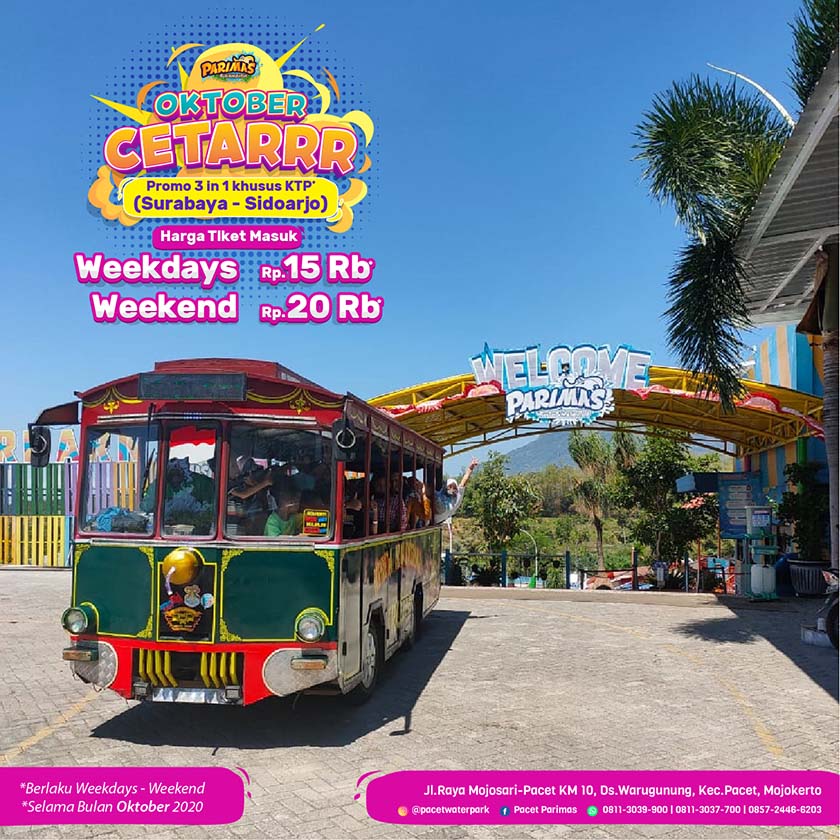 PARIMAS
OKTOBER
CETARRR
Promo 3 in 1 khusus KTP*
(Surabaya - Sidoarjo)
Harga Tiket Masuk
Weekdays Rp.15 Rb*
Weekend Rp.20 Rb*
WELCOME
PARIMAS
*Berlaku Weekdays - Weekend
*Selama Bulan Oktober 2020
Jl.Raya Mojosari-Pacet KM 10, Ds.Warugunung, Kec.Pacet, Mojokerto
@pacetwaterpark Pacet Parimas 0811-3039-900 | 0811-3037-700 | 0857-2446-6203